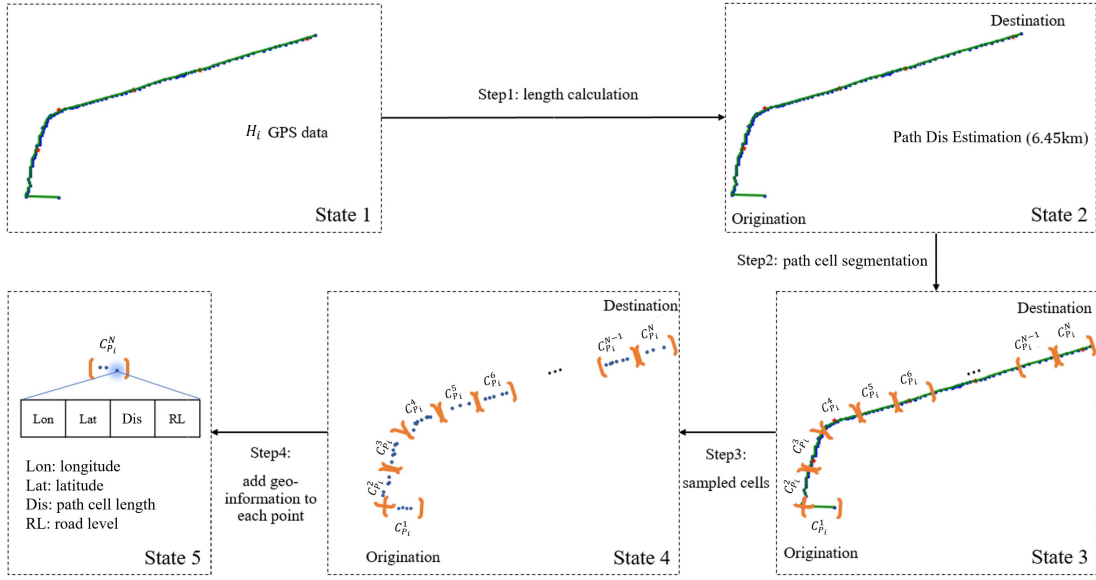 H_i GPS data
State 1
Step1: length calculation
Destination
Path Dis Estimation (6.45km)
Origination
State 2
Step2: path cell segmentation
Destination
C_{P_i}^{N-1}
C_{P_i}^{N}
...
C_{P_i}^{6}
C_{P_i}^{5}
C_{P_i}^{4}
C_{P_i}^{3}
C_{P_i}^{2}
C_{P_i}^{1}
Origination
State 3
Step3:
sampled cells
Destination
C_{P_i}^{N-1}
C_{P_i}^{N}
...
C_{P_i}^{6}
C_{P_i}^{5}
C_{P_i}^{4}
C_{P_i}^{3}
C_{P_i}^{2}
C_{P_i}^{1}
Origination
State 4
Step4:
add geo-
information to
each point
C_{P_i}^{N}
Lon Lat Dis RL
Lon: longitude
Lat: latitude
Dis: path cell length
RL: road level
State 5